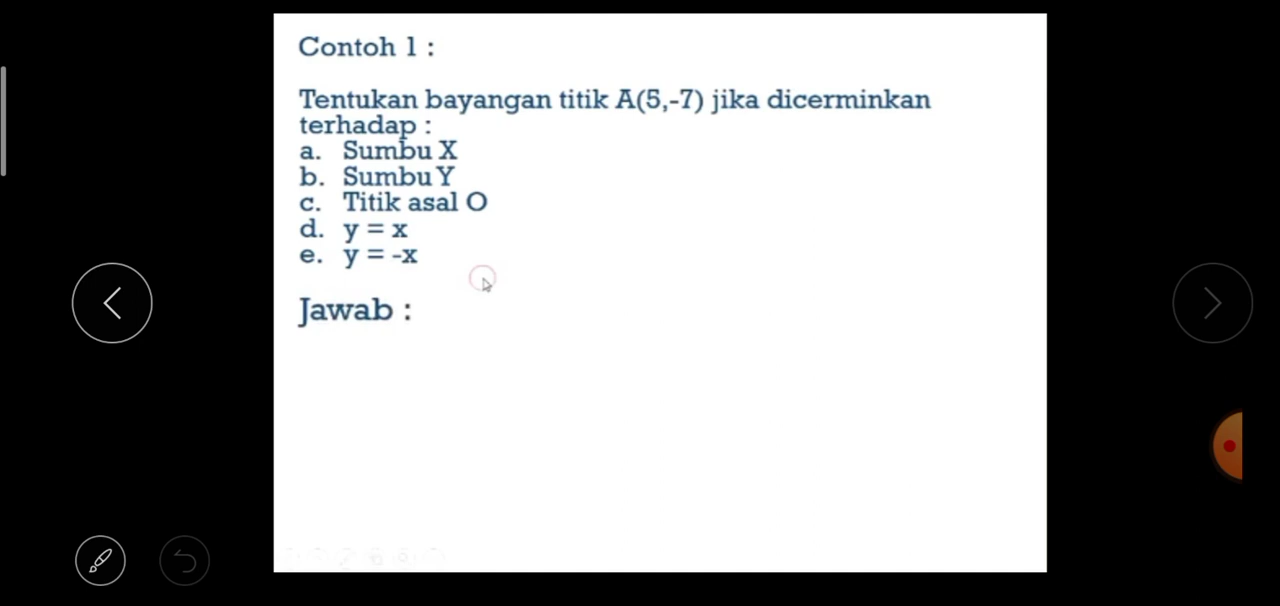 Contoh 1 :
Tentukan bayangan titik A(5,-7) jika dicerminkan
terhadap :
a. Sumbu X
b. Sumbu Y
c. Titik asal O
d. y = x
e. y = -x
Jawab :